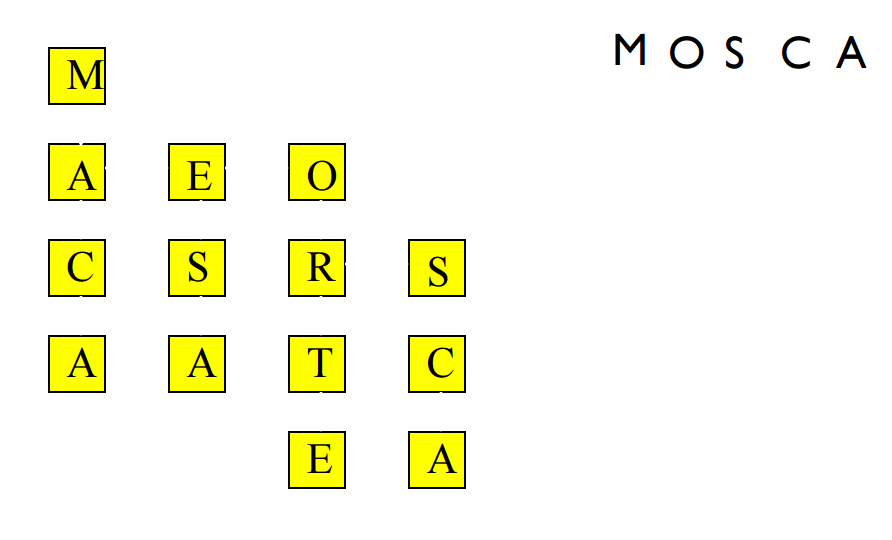 M O S C A
M
A E O
C S R S
A A T C
E A